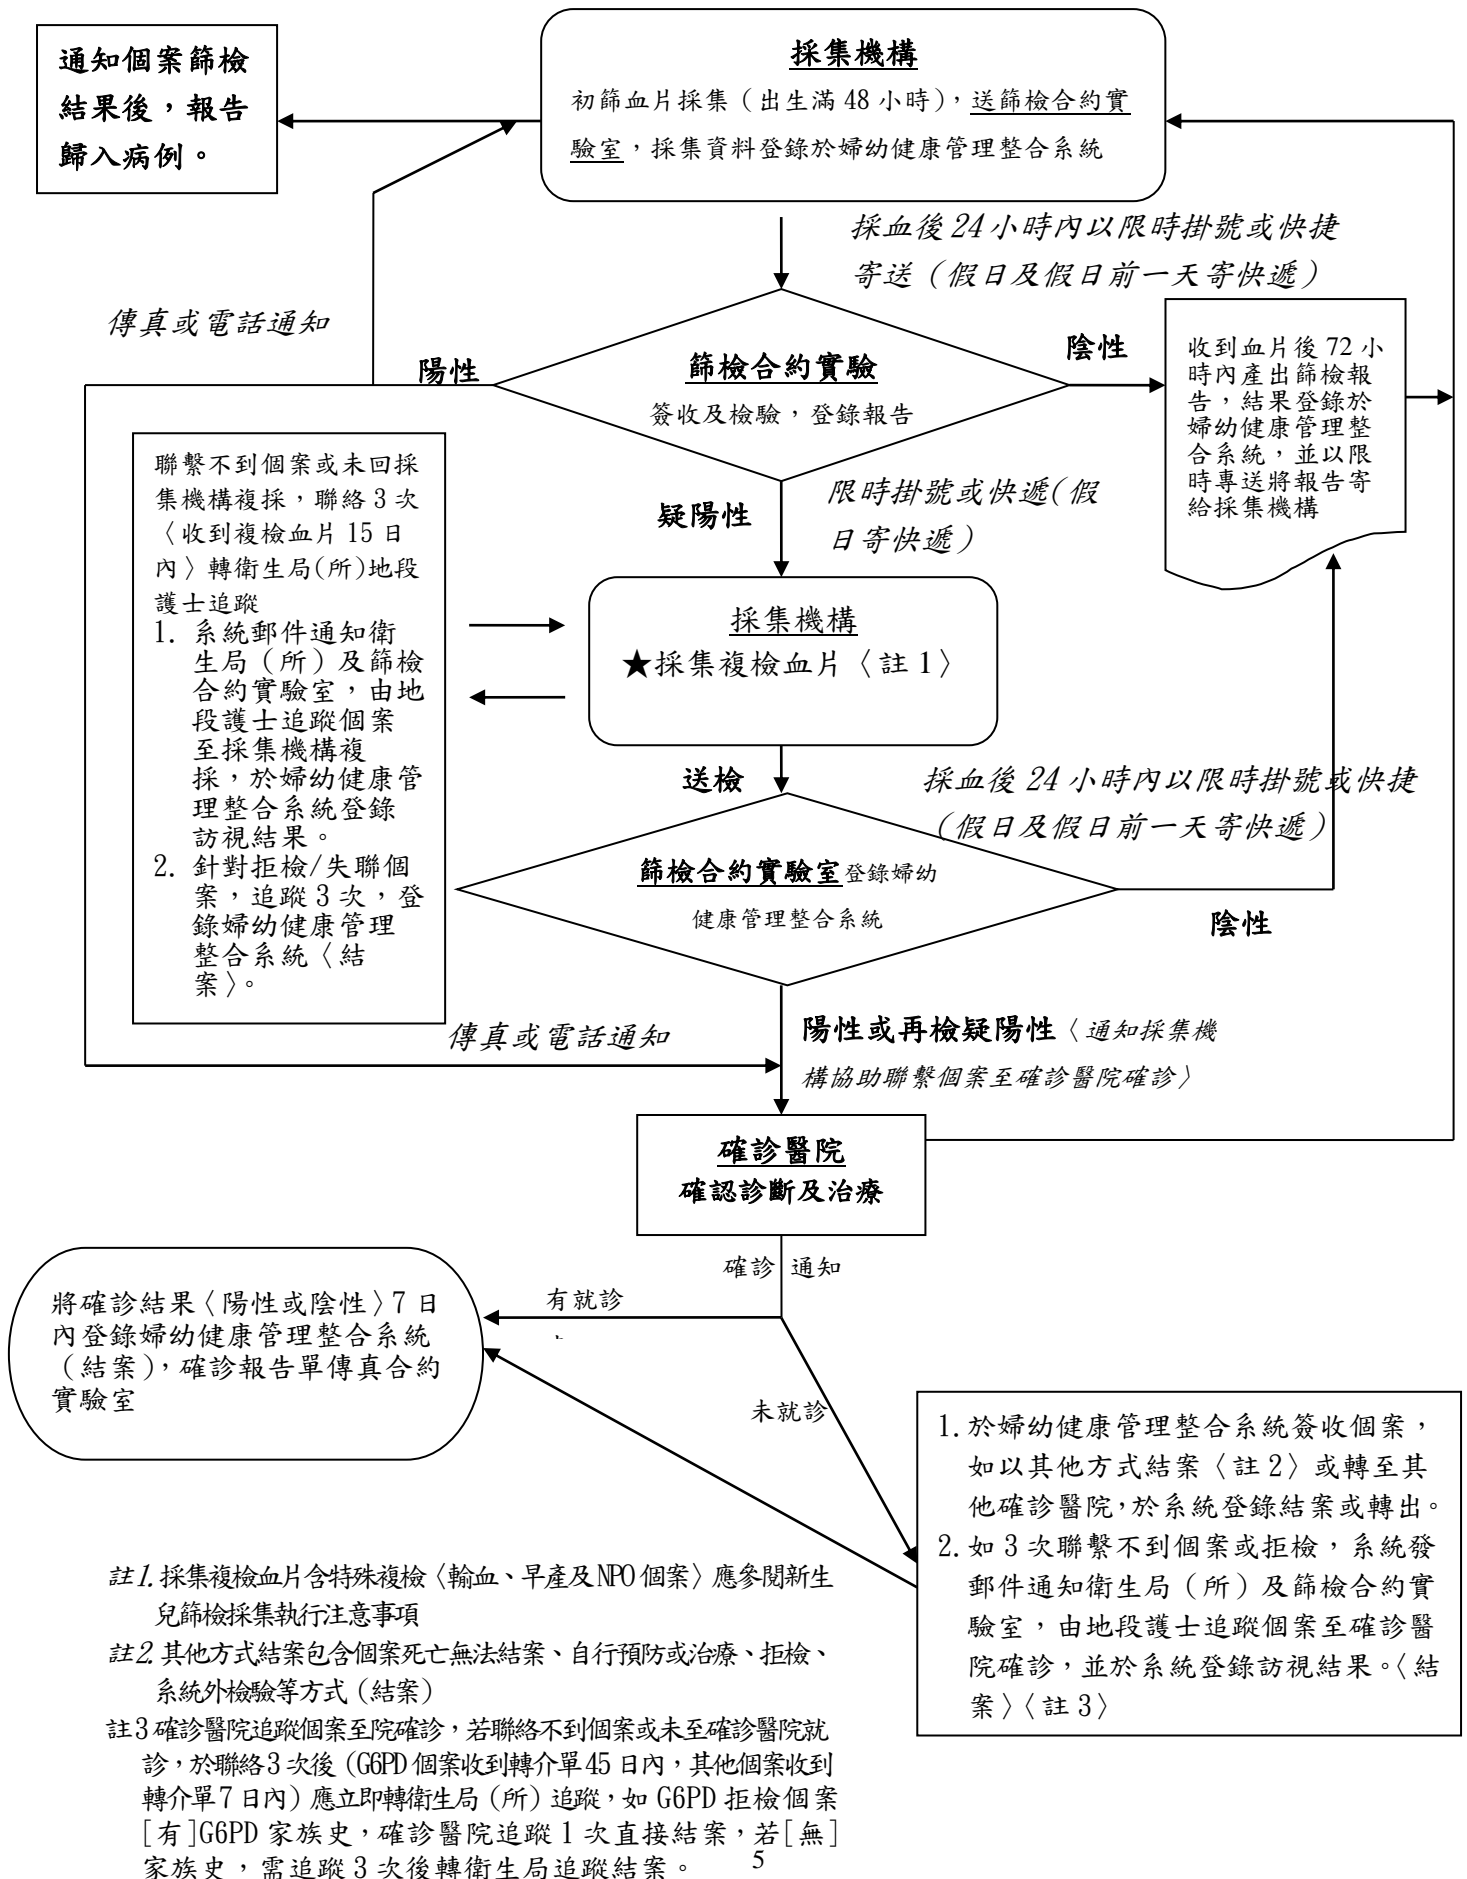 通知個案篩檢
結果後，報告
歸入病例。
採集機構
初篩血片採集（出生滿 48 小時），送篩檢合約實
驗室，採集資料登錄於婦幼健康管理整合系統
採血後 24 小時內以限時掛號或快捷
寄送（假日及假日前一天寄快遞）
傳真或電話通知
陽性
篩檢合約實驗
簽收及檢驗，登錄報告
陰性
收到血片後 72 小
時內產出篩檢報
告，結果登錄於
婦幼健康管理整
合系統，並以限
時專送將報告寄
給採集機構
聯繫不到個案或未回採
集機構複採，聯絡 3 次
〈收到複檢血片 15 日
內〉轉衛生局(所)地段
護士追蹤
1. 系統郵件通知衛
生局（所）及篩檢
合約實驗室，由地
段護士追蹤個案
至採集機構複
採，於婦幼健康管
理整合系統登錄
訪視結果。
2. 針對拒檢/失聯個
案，追蹤 3 次，登
錄婦幼健康管理
整合系統〈結
案〉。
疑陽性
限時掛號或快遞(假
日寄快遞）
採集機構
★採集複檢血片〈註 1〉
送檢
採血後 24 小時內以限時掛號或快捷
（假日及假日前一天寄快遞）
篩檢合約實驗室登錄婦幼
健康管理整合系統
陰性
傳真或電話通知
陽性或再檢疑陽性〈通知採集機
構協助聯繫個案至確診醫院確診〉
確診醫院
確認診斷及治療
確診 通知
有就診
未就診
將確診結果〈陽性或陰性〉7 日
內登錄婦幼健康管理整合系統
（結案），確診報告單傳真合約
實驗室
1. 於婦幼健康管理整合系統簽收個案，
如以其他方式結案〈註 2〉或轉至其
他確診醫院，於系統登錄結案或轉出。
2. 如 3 次聯繫不到個案或拒檢，系統發
郵件通知衛生局（所）及篩檢合約實
驗室，由地段護士追蹤個案至確診醫
院確診，並於系統登錄訪視結果。〈結
案〉〈註 3〉
註1. 採集複檢血片含特殊複檢〈輸血、早產及 NPO 個案〉應參閱新生
兒篩檢採集執行注意事項
註2. 其他方式結案包含個案死亡無法結案、自行預防或治療、拒檢、
系統外檢驗等方式（結案）
註3 確診醫院追蹤個案至院確診，若聯絡不到個案或未至確診醫院就
診，於聯絡 3 次後（G6PD 個案收到轉介單 45 日內，其他個案收到
轉介單 7 日內）應立即轉衛生局（所）追蹤，如 G6PD 拒檢個案
[有]G6PD 家族史，確診醫院追蹤 1 次直接結案，若[無]
家族史，需追蹤 3 次後轉衛生局追蹤結案。
5